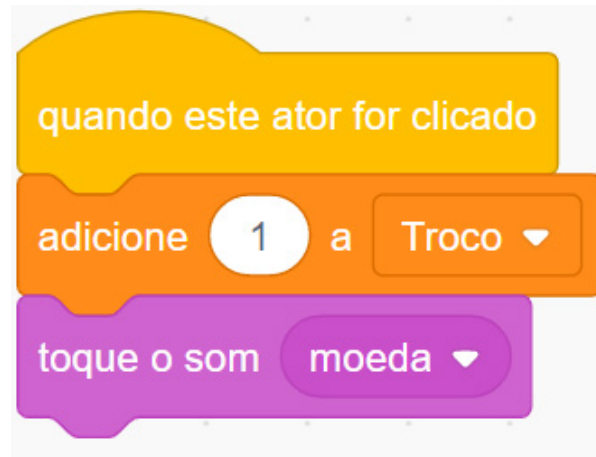 quando este ator for clicado
adicione 1 a Troco
toque o som moeda